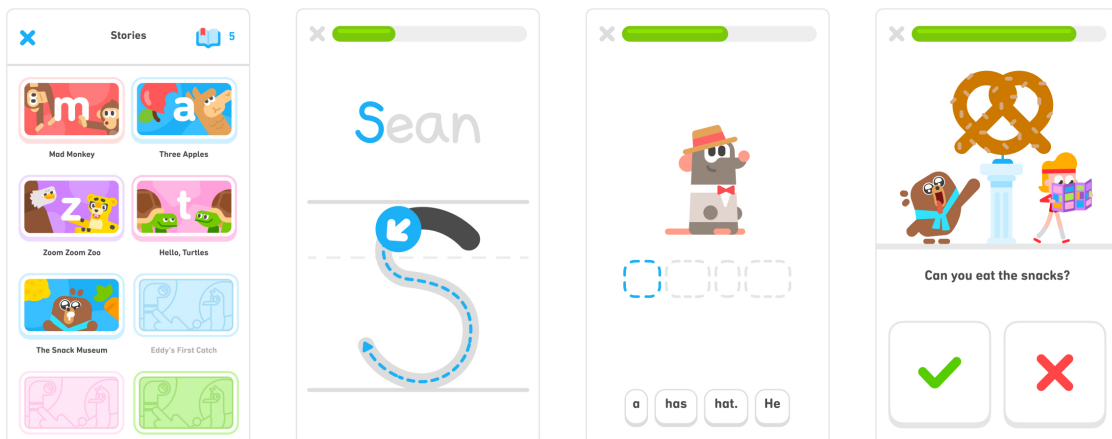 Stories
5
m
a
Mad Monkey
Three Apples
z
t
Zoom Zoom Zoo
Hello, Turtles
The Snack Museum
Eddy's First Catch
Sean
S
a
has
hat.
He
Can you eat the snacks?